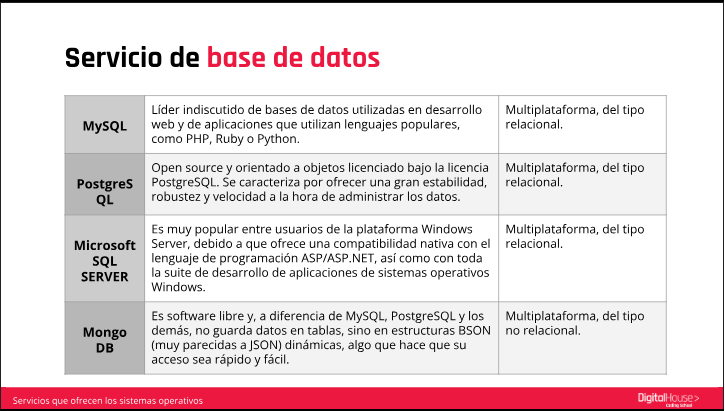 Servicio de base de datos
MySQL
Líder indiscutido de bases de datos utilizadas en desarrollo
web y de aplicaciones que utilizan lenguajes populares,
como PHP, Ruby o Python.
Multiplataforma, del tipo
relacional.
PostgreS
QL
Open source y orientado a objetos licenciado bajo la licencia
PostgreSQL. Se caracteriza por ofrecer una gran estabilidad,
robustez y velocidad a la hora de administrar los datos.
Multiplataforma, del tipo
relacional.
Microsoft
SQL
SERVER
Es muy popular entre usuarios de la plataforma Windows
Server, debido a que ofrece una compatibilidad nativa con el
lenguaje de programación ASP/ASP.NET, así como con toda
la suite de desarrollo de aplicaciones de sistemas operativos
Windows.
Multiplataforma, del tipo
relacional.
Mongo
DB
Es software libre y, a diferencia de MySQL, PostgreSQL y los
demás, no guarda datos en tablas, sino en estructuras BSON
(muy parecidas a JSON) dinámicas, algo que hace que su
acceso sea rápido y fácil.
Multiplataforma, del tipo
no relacional.
Servicios que ofrecen los sistemas operativos
DigitalHouse>
Coding School